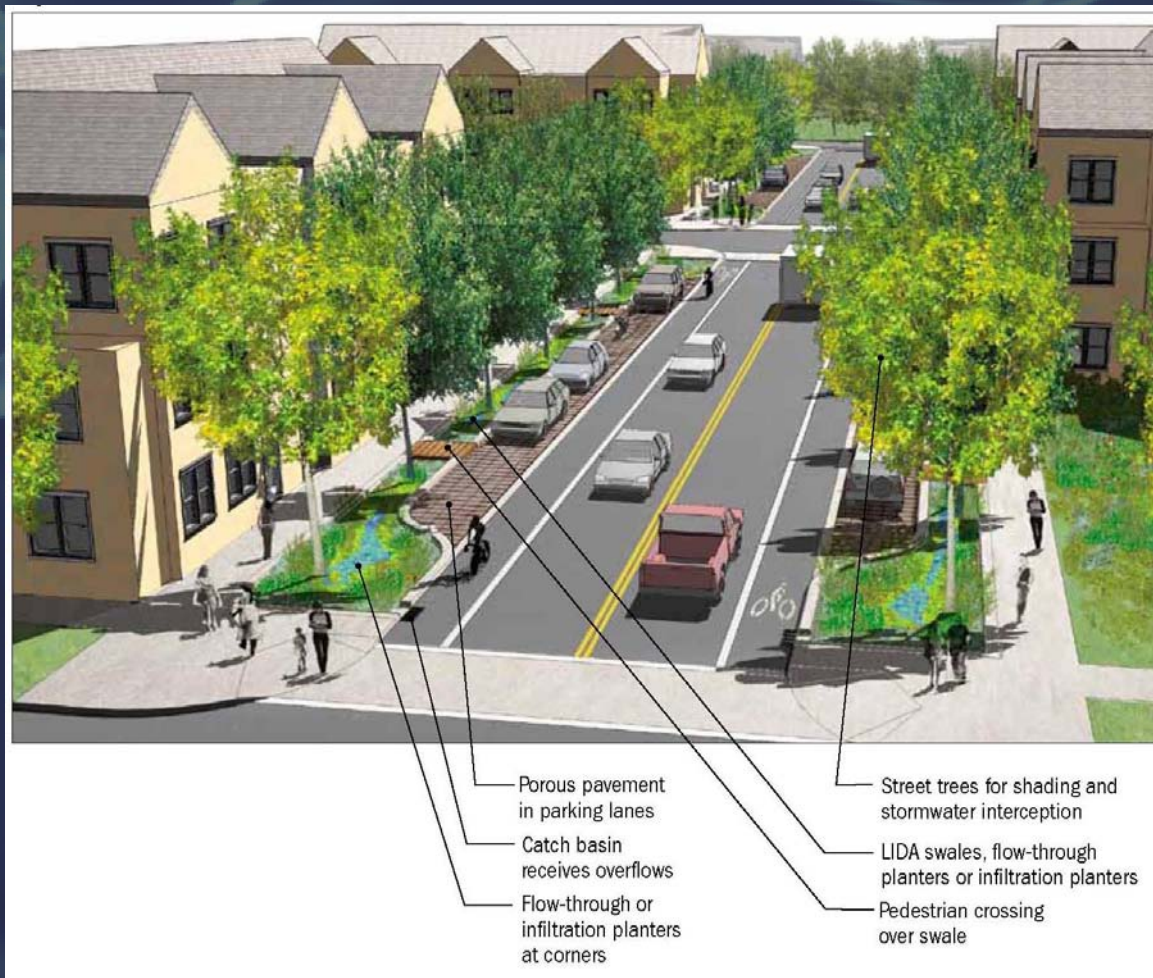 Porous pavement
in parking lanes
Catch basin
receives overflows
Flow-through or
infiltration planters
at corners
Street trees for shading and
stormwater interception
LIDA swales, flow-through
planters or infiltration planters
Pedestrian crossing
over swale